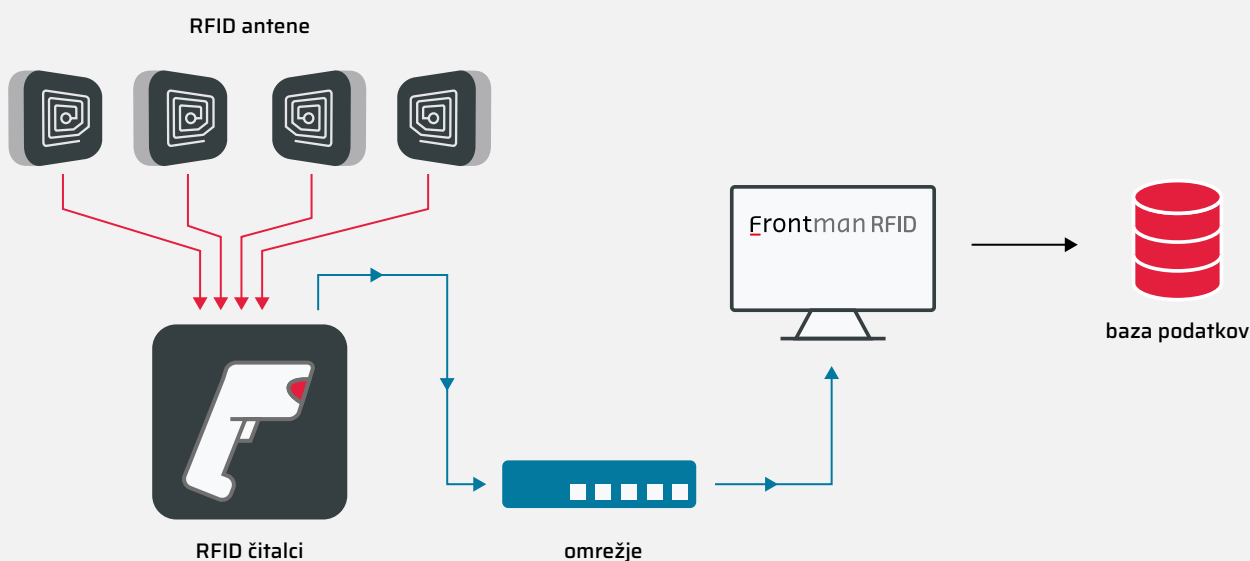 RFID antene
Frontman RFID
baza podatkov
RFID čitalci
omrežje